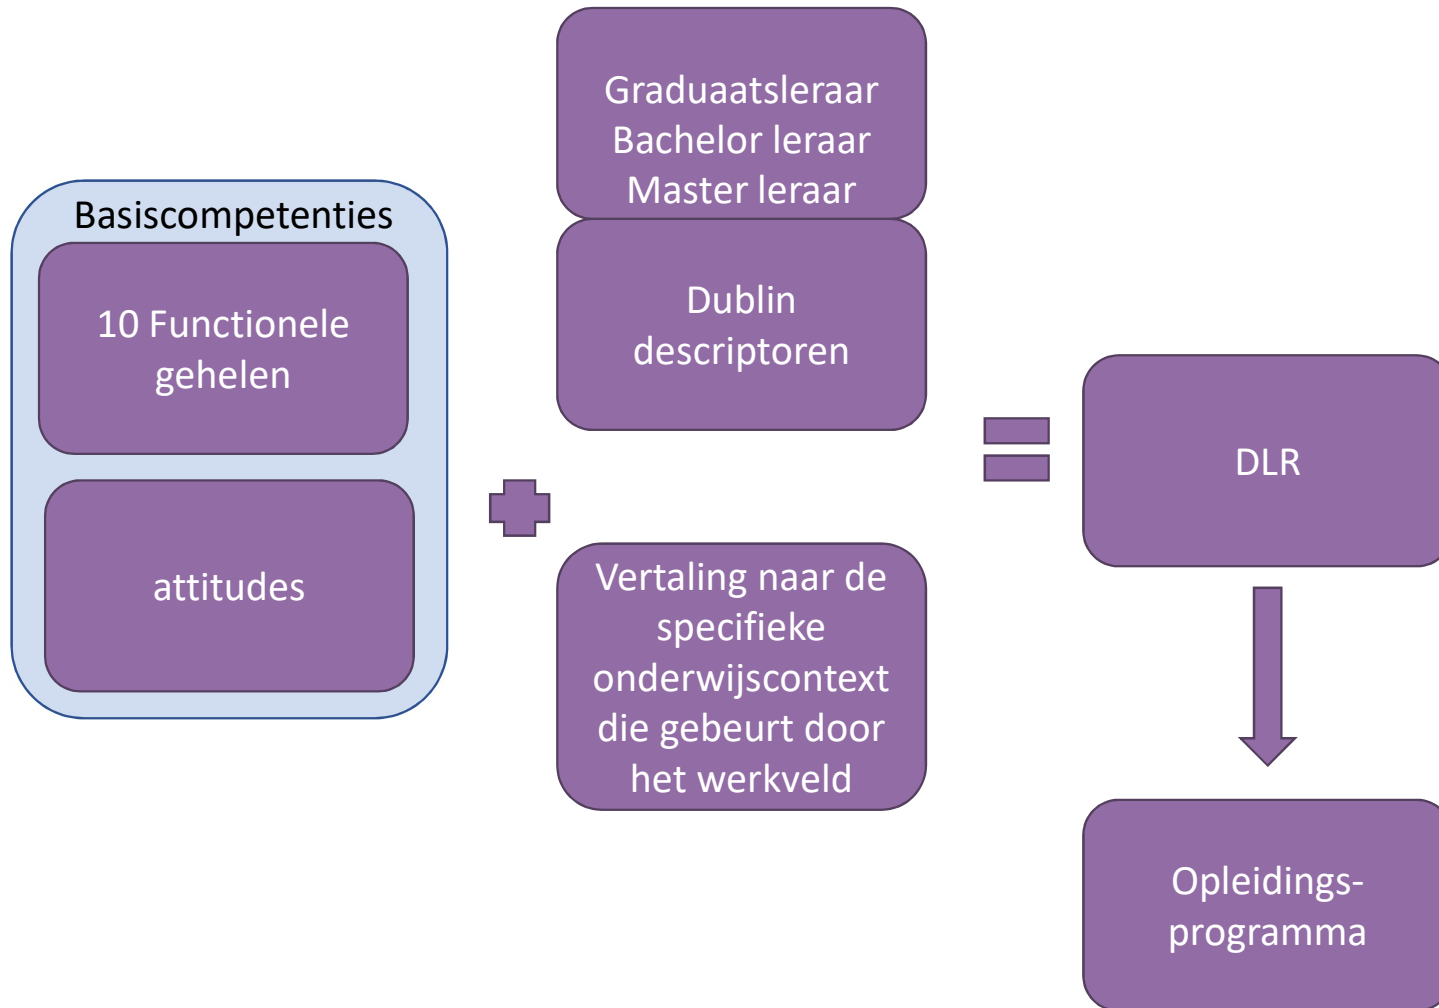 Basiscompetenties
10 Functionele
gehelen
attitudes
Graduaatsleraar
Bachelor leraar
Master leraar
Dublin
descriptoren
Vertaling naar de
specifieke
onderwijscontext
die gebeurt door
het werkveld
DLR
Opleidings-
programma